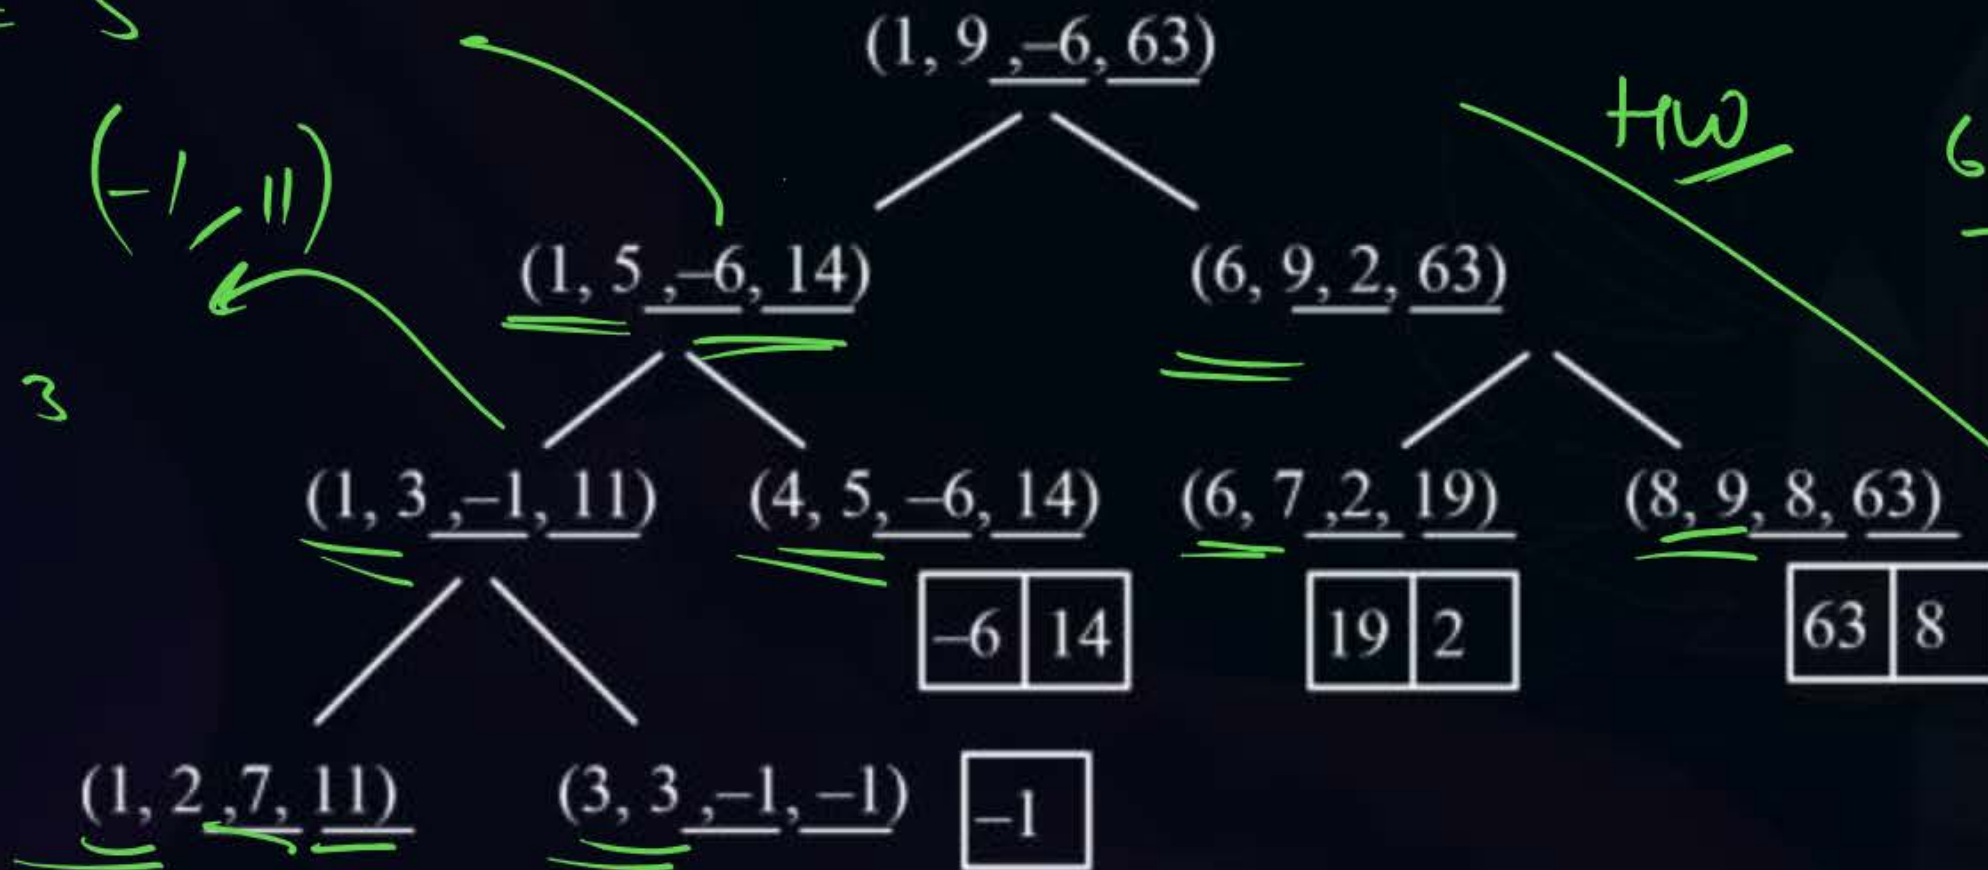 (1, 9 ,–6, 63)
HW
6
(-1, 11)
(1, 5 ,–6, 14) (6, 9, 2, 63)
3
(1, 3 ,–1, 11) (4, 5, –6, 14) (6, 7 ,2, 19) (8, 9, 8, 63)
–6 14 19 2 63 8
(1, 2 ,7, 11) (3, 3 ,–1, –1) –1